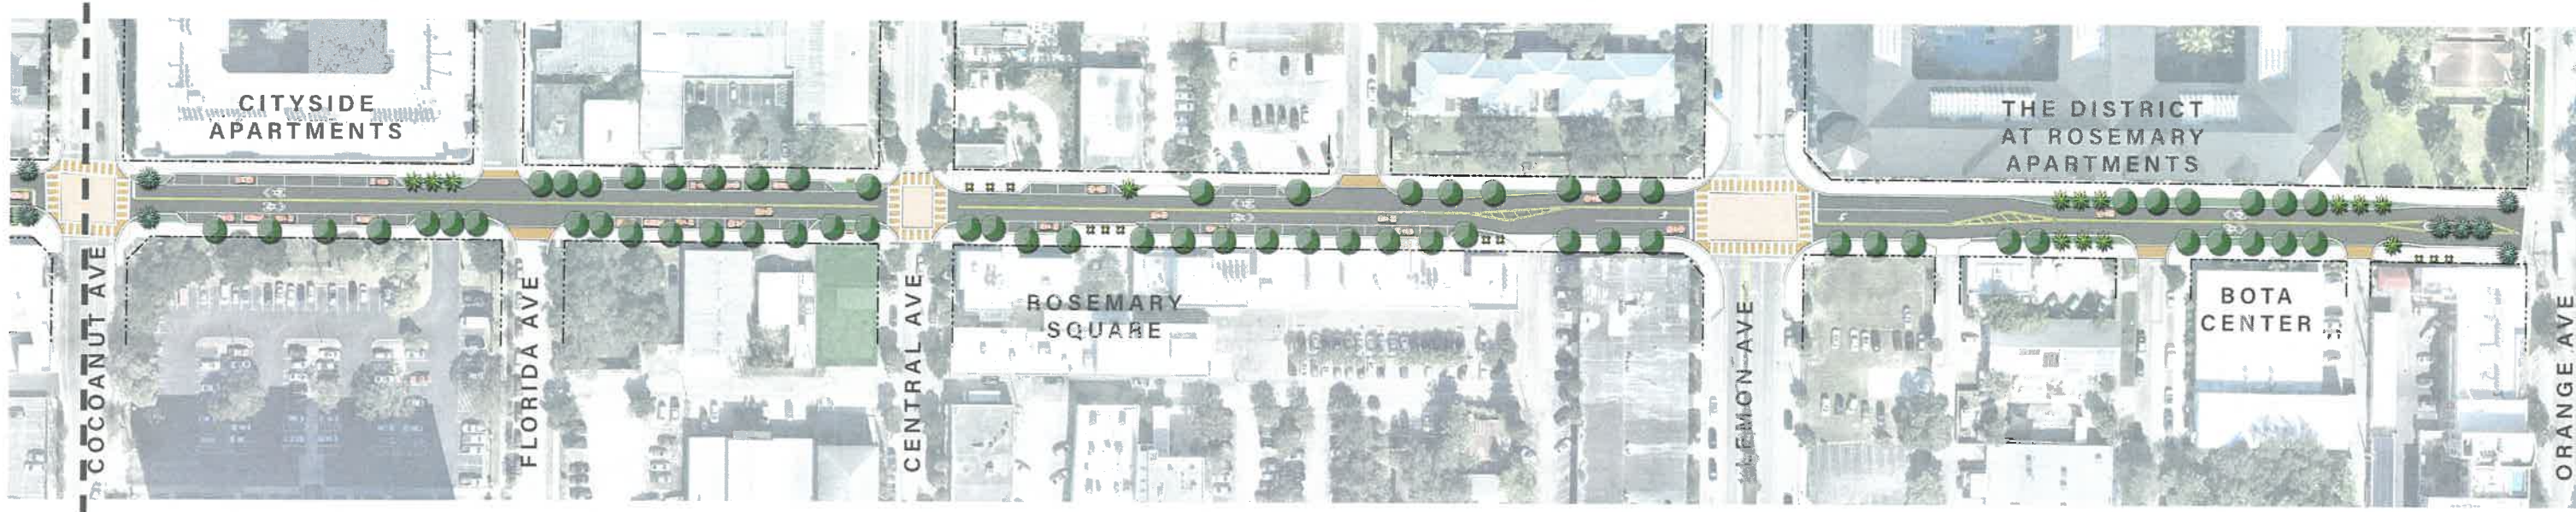 CITYSIDE
APARTMENTS
THE DISTRICT
AT ROSEMARY
APARTMENTS
COCOANUT AVE
FLORIDA AVE
CENTRAL AVE
ROSEMARY
SQUARE
LEMON AVE
BOTA
CENTER
ORANGE AVE